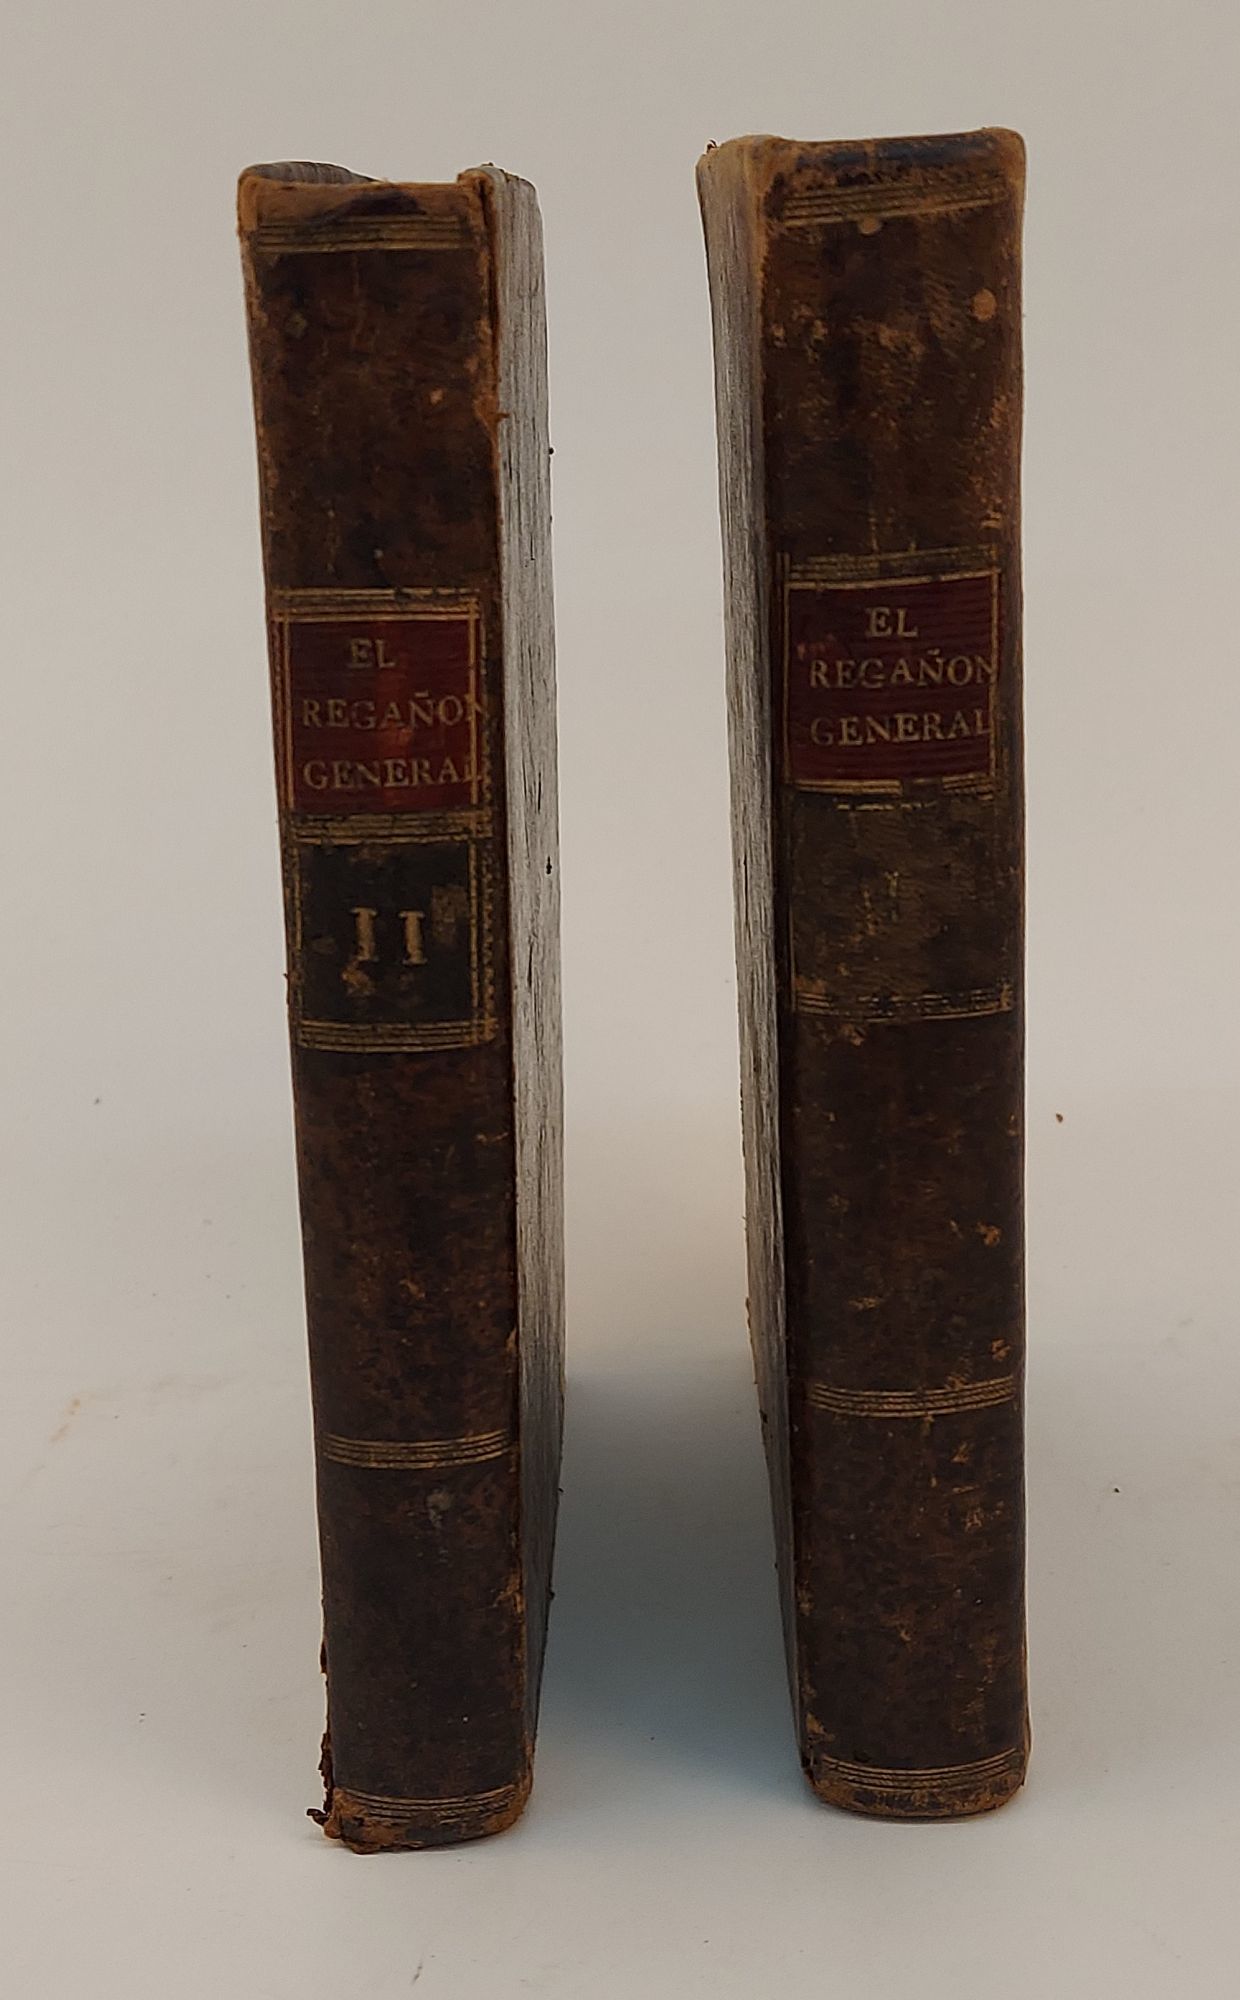 EL
REGAÑON
GENERAL
II
EL
REGAÑON
GENERAL
I